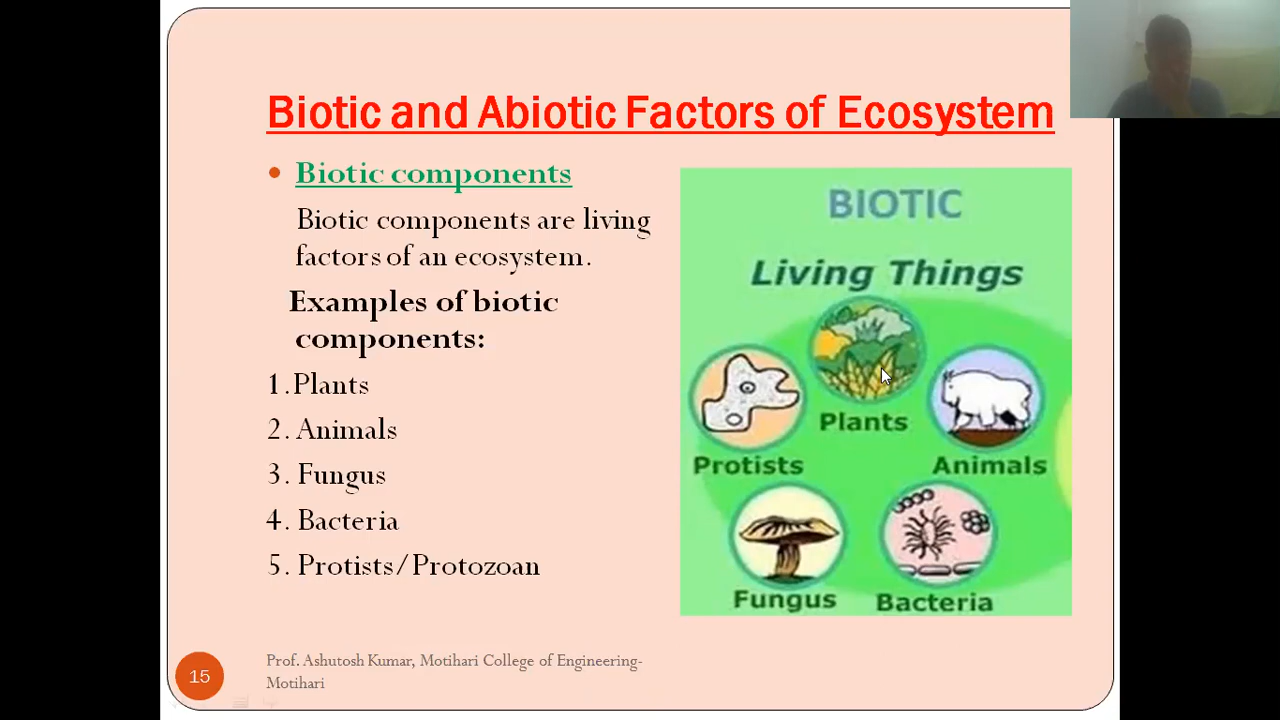 Biotic and Abiotic Factors of Ecosystem
Biotic components
Biotic components are living
factors of an ecosystem.
Examples of biotic
components:
1.Plants
2. Animals
3. Fungus
4. Bacteria
5. Protists/Protozoan
BIOTIC
Living Things
Plants
Protists
Animals
Fungus
Bacteria
15
Prof. Ashutosh Kumar, Motihari College of Engineering-
Motihari